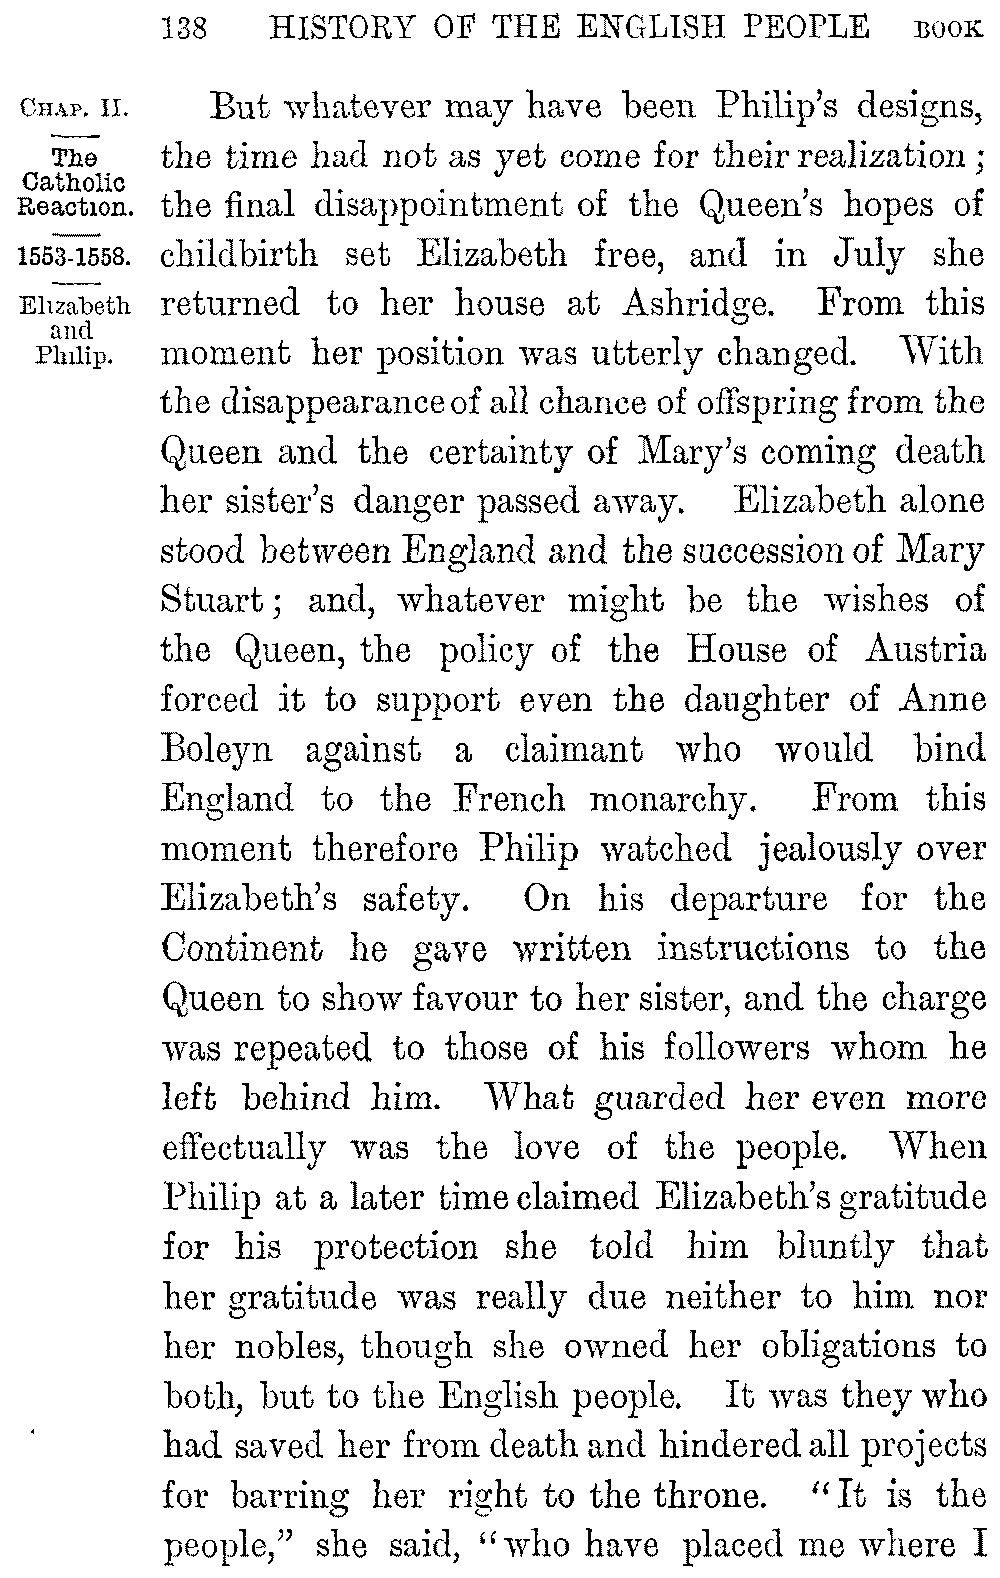 138 HISTORY OF THE ENGLISH PEOPLE BOOK
CHAP. II.
The
Catholic
Reaction.
1553-1558.
Elizabeth
and
Philip.
But whatever may have been Philip's designs,
the time had not as yet come for their realization ;
the final disappointment of the Queen's hopes of
childbirth set Elizabeth free, and in July she
returned to her house at Ashridge. From this
moment her position was utterly changed. With
the disappearance of all chance of offspring from the
Queen and the certainty of Mary's coming death
her sister's danger passed away. Elizabeth alone
stood between England and the succession of Mary
Stuart ; and, whatever might be the wishes of
the Queen, the policy of the House of Austria
forced it to support even the daughter of Anne
Boleyn against a claimant who would bind
England to the French monarchy. From this
moment therefore Philip watched jealously over
Elizabeth's safety. On his departure for the
Continent he gave written instructions to the
Queen to show favour to her sister, and the charge
was repeated to those of his followers whom he
left behind him. What guarded her even more
effectually was the love of the people. When
Philip at a later time claimed Elizabeth's gratitude
for his protection she told him bluntly that
her gratitude was really due neither to him nor
her nobles, though she owned her obligations to
both, but to the English people. It was they who
had saved her from death and hindered all projects
for barring her right to the throne. "It is the
people," she said, "who have placed me where I